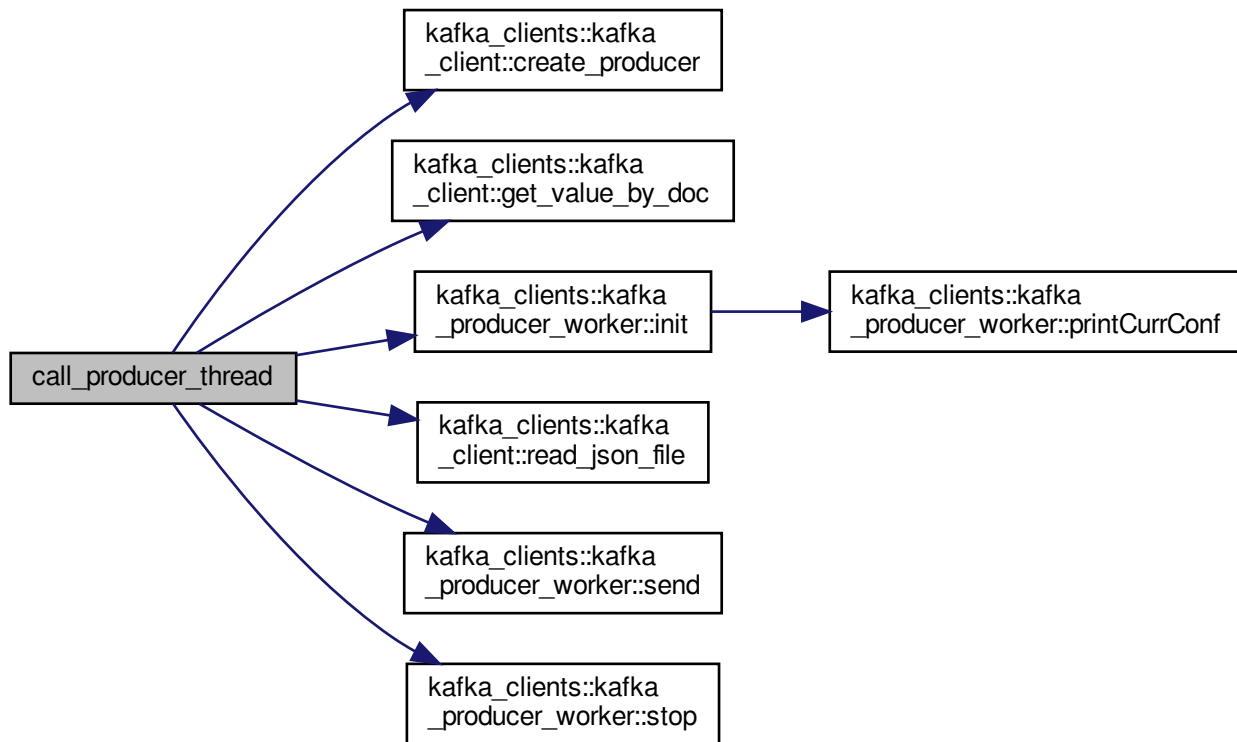 kafka_clients::kafka
_client::create_producer
kafka_clients::kafka
_client::get_value_by_doc
kafka_clients::kafka
_producer_worker::init
kafka_clients::kafka
_producer_worker::printCurrConf
call_producer_thread
kafka_clients::kafka
_client::read_json_file
kafka_clients::kafka
_producer_worker::send
kafka_clients::kafka
_producer_worker::stop